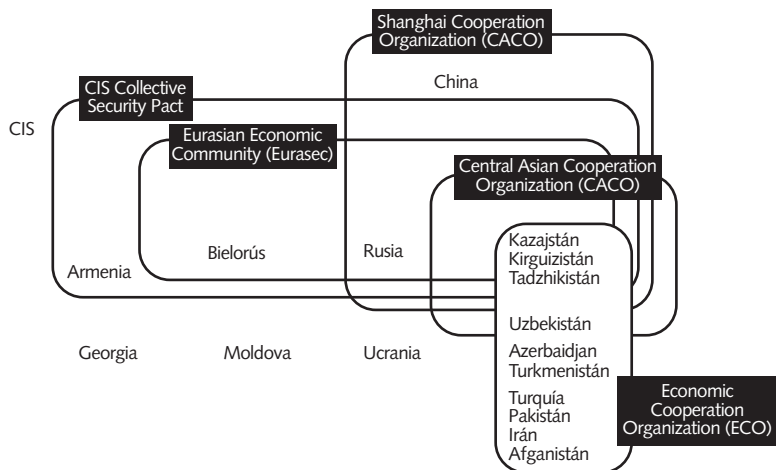 Shanghai Cooperation
Organization (CACO)
CIS Collective
Security Pact
China
CIS
Eurasian Economic
Community (Eurasec)
Central Asian Cooperation
Organization (CACO)
Armenia
Bielorús
Rusia
Kazajstán
Kirguizistán
Tadzhikistán
Uzbekistán
Georgia
Moldova
Ucrania
Azerbaidjan
Turkmenistán
Turquía
Pakistán
Irán
Afganistán
Economic
Cooperation
Organization (ECO)